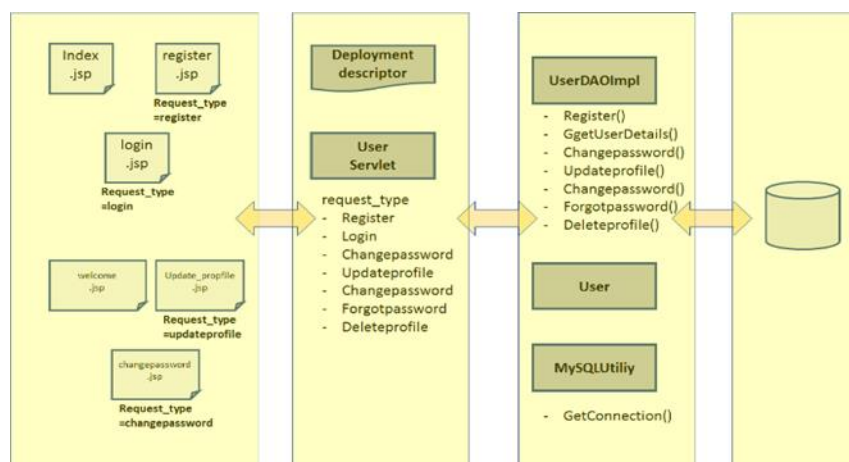 Index
.jsp
register
.jsp
Request_type
=register
login
.jsp
Request_type
=login
welcome
.jsp
Update_propfile
.jsp
Request_type
=updateprofile
changepassword
.jsp
Request_type
=changepassword
Deployment
descriptor
User
Servlet
request_type
- Register
- Login
- Changepassword
- Updateprofile
- Changepassword
- Forgotpassword
- Deleteprofile
UserDAOImpl
- Register()
- GgetUserDetails()
- Changepassword()
- Updateprofile()
- Changepassword()
- Forgotpassword()
- Deleteprofile()
User
MySQLUtiliy
- GetConnection()